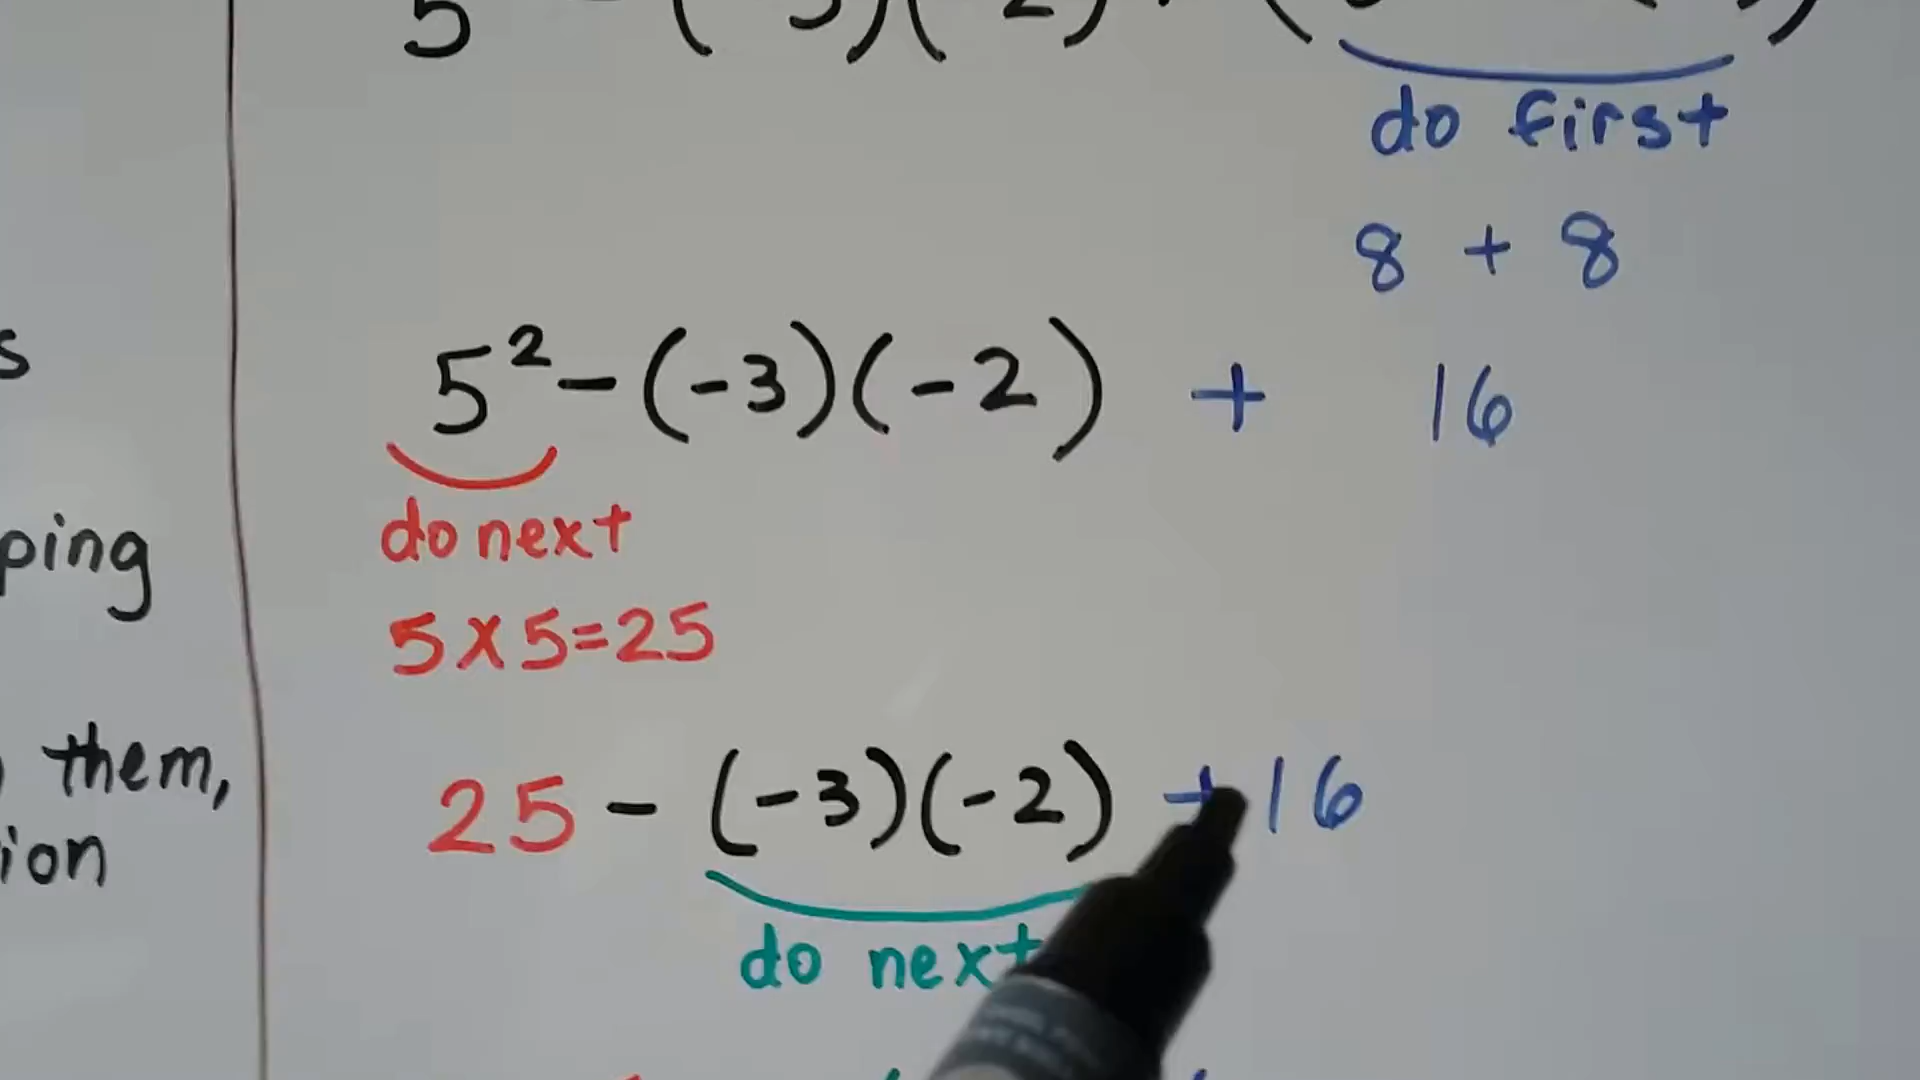 do first
8 + 8
s
5² - (-3)(-2) + 16
ping
do next
5 x 5 = 25
them,
25 - (-3)(-2) + 16
ion
do next